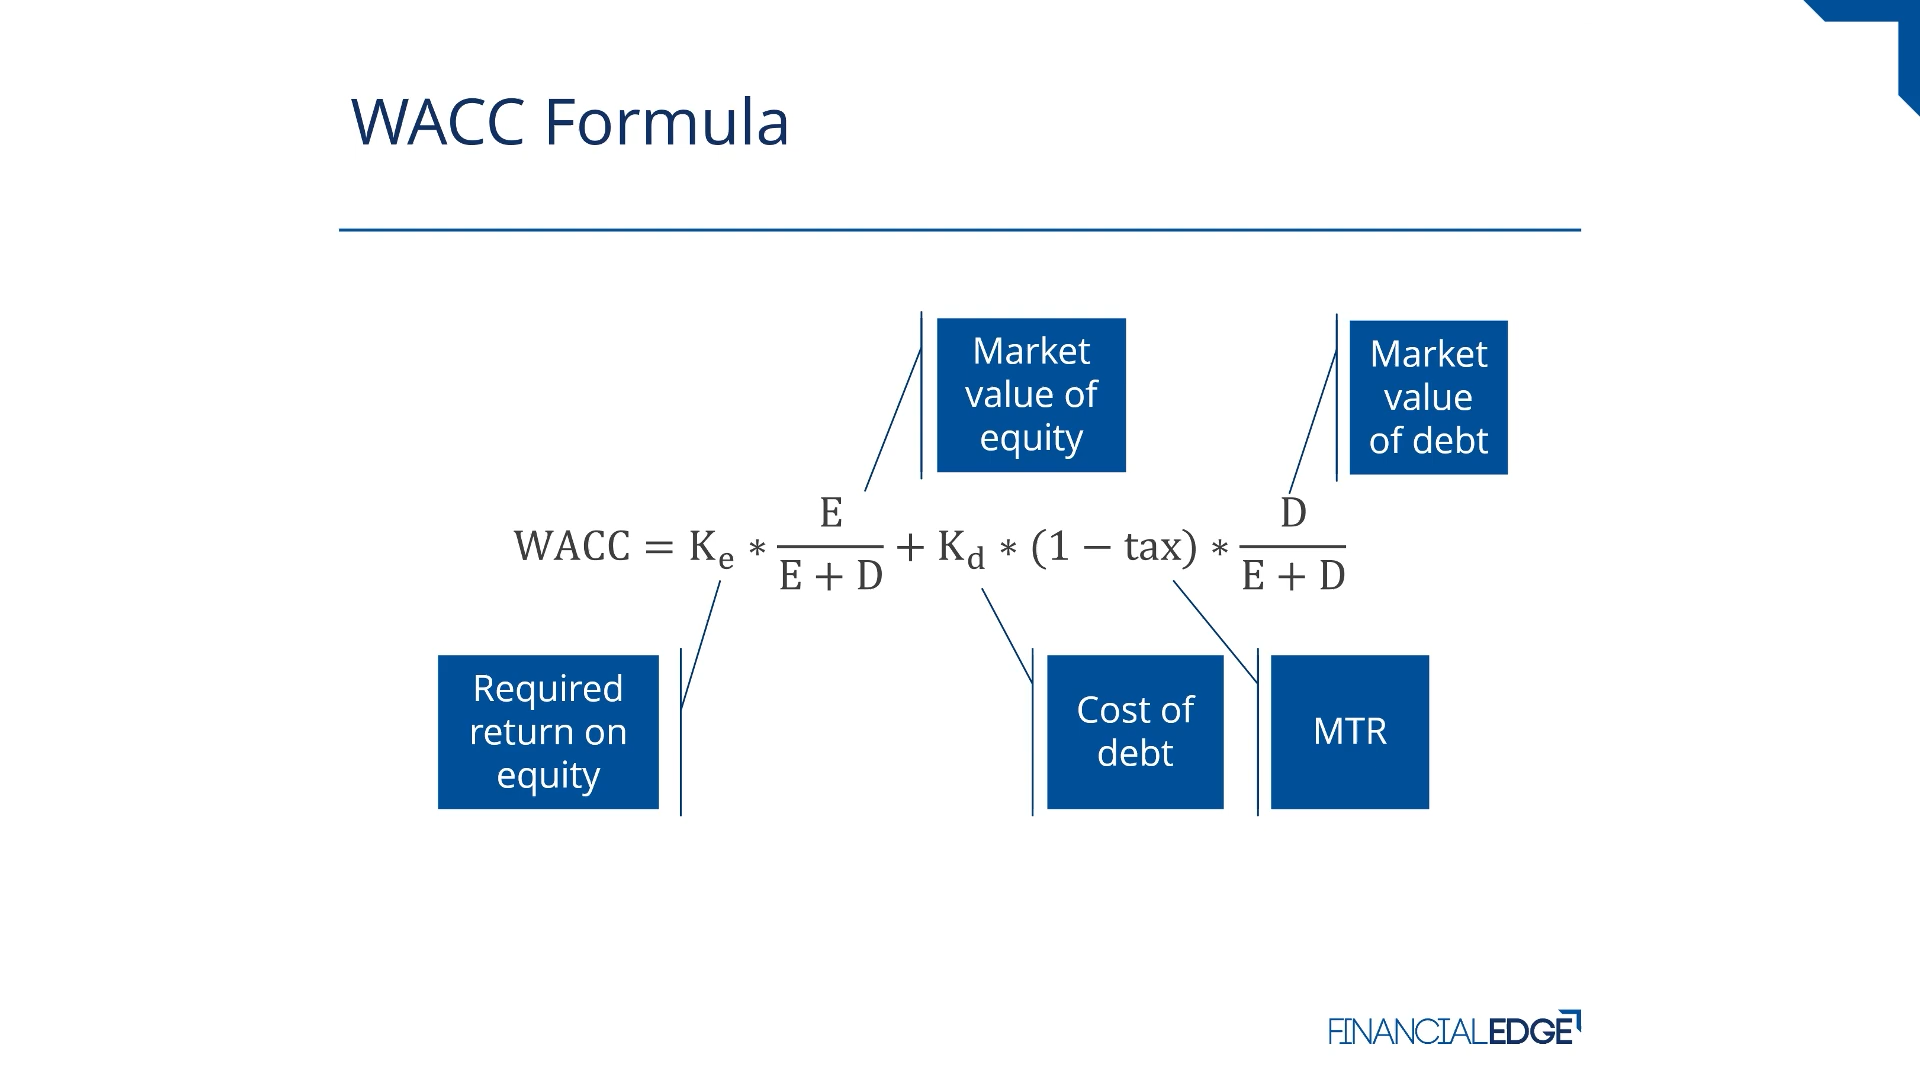 WACC Formula
Market
value of
equity
Market
value
of debt
WACC = Ke * E / E + D + Kd * (1 − tax) * D / E + D
Required
return on
equity
Cost of
debt
MTR
FINANCIALEDGE